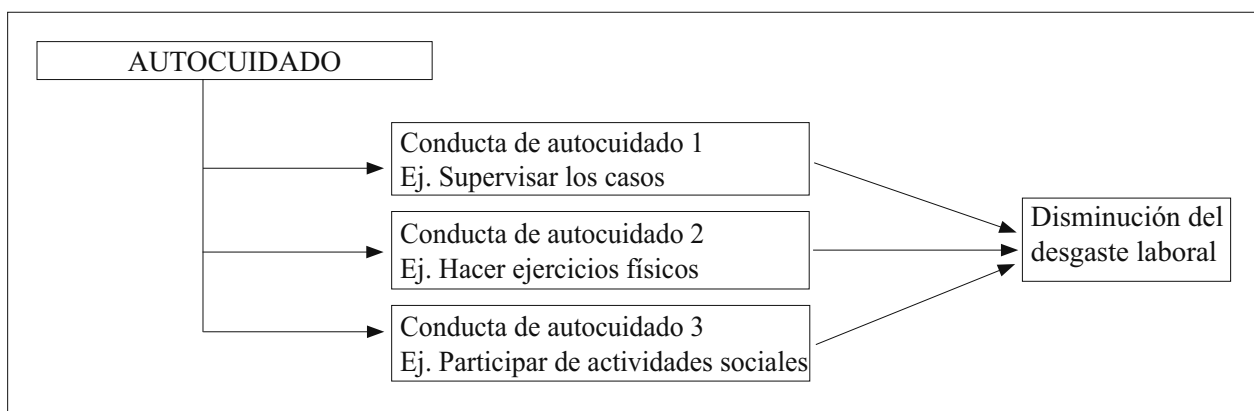 AUTOCUIDADO
Conducta de autocuidado 1
Ej. Supervisar los casos
Conducta de autocuidado 2
Ej. Hacer ejercicios físicos
Conducta de autocuidado 3
Ej. Participar de actividades sociales
Disminución del
desgaste laboral